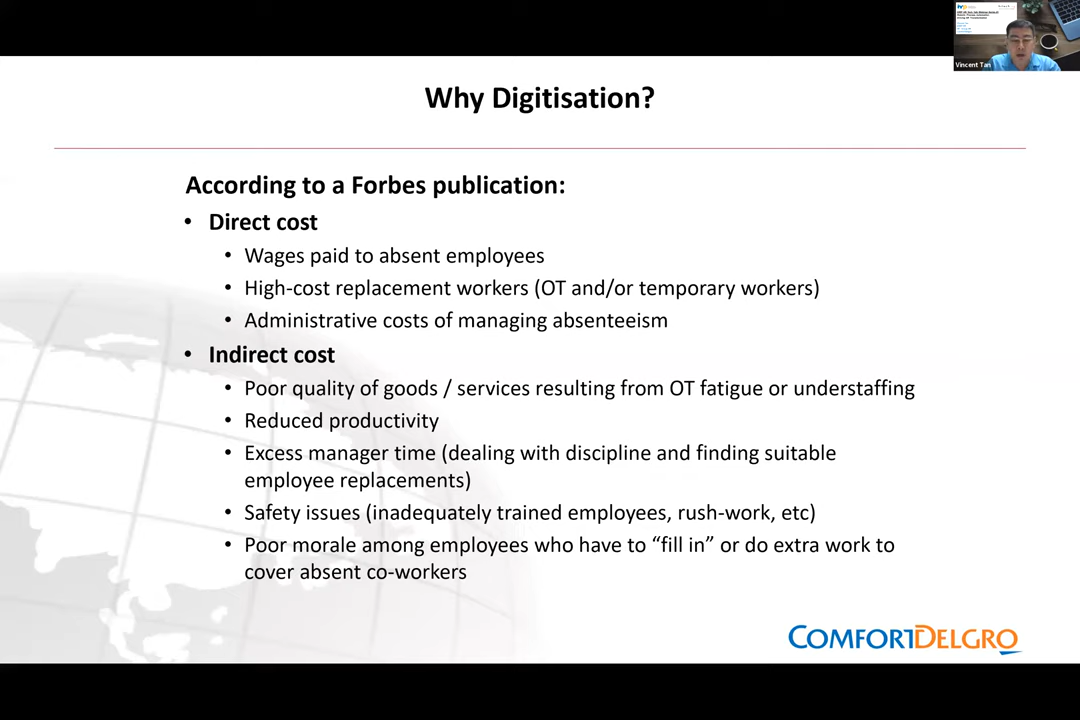 Vincent Tan
Why Digitisation?
According to a Forbes publication:
• Direct cost
• Wages paid to absent employees
• High-cost replacement workers (OT and/or temporary workers)
• Administrative costs of managing absenteeism
• Indirect cost
• Poor quality of goods / services resulting from OT fatigue or understaffing
• Reduced productivity
• Excess manager time (dealing with discipline and finding suitable
employee replacements)
• Safety issues (inadequately trained employees, rush-work, etc)
• Poor morale among employees who have to “fill in” or do extra work to
cover absent co-workers
COMFORTDELGRO